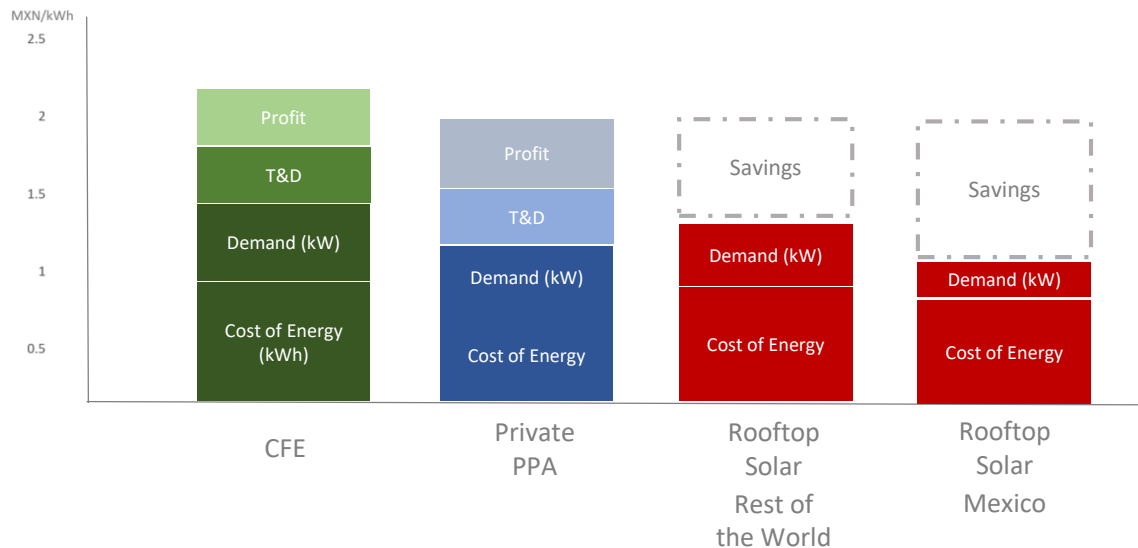 MXN/kWh
2.5
2
1.5
1
0.5
Profit
T&D
Demand (kW)
Cost of Energy
(kWh)
Profit
T&D
Demand (kW)
Cost of Energy
Savings
Demand (kW)
Cost of Energy
Savings
Demand (kW)
Cost of Energy
CFE
Private
PPA
Rooftop
Solar
Rest of
the World
Rooftop
Solar
Mexico